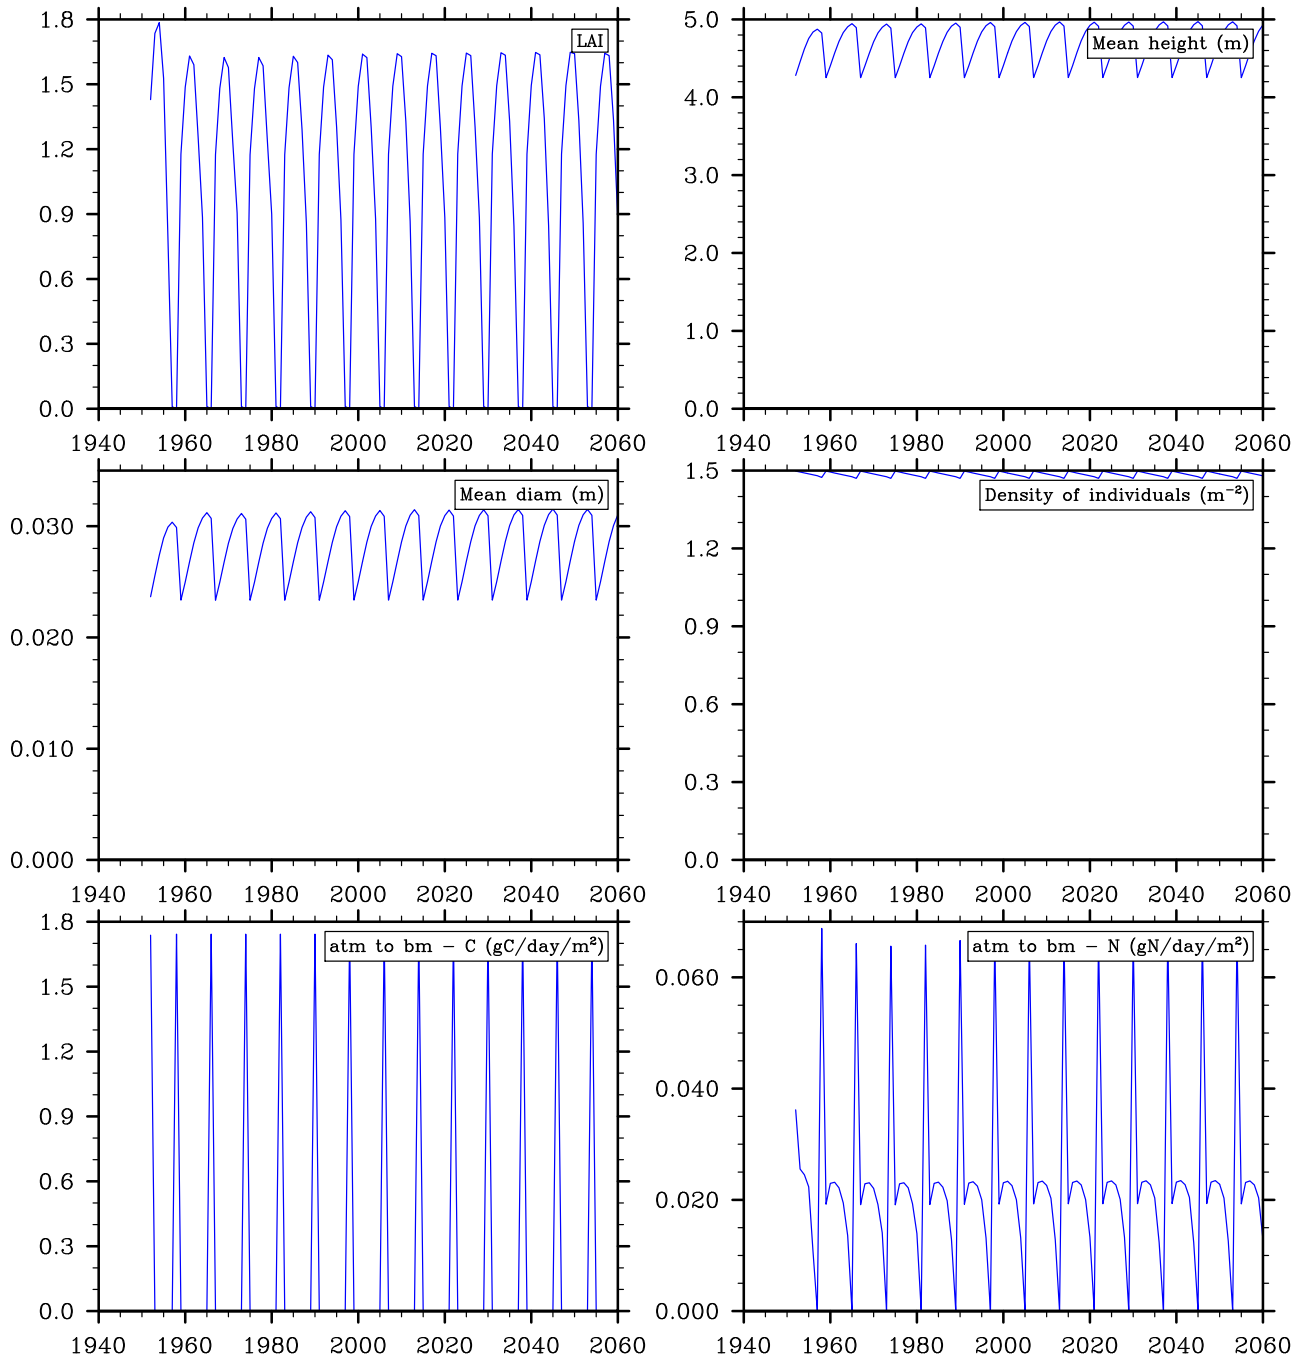 1.8
1.5
1.2
0.9
0.6
0.3
0.0
LAI
1940 1960 1980 2000 2020 2040 2060
5.0
4.0
3.0
2.0
1.0
0.0
Mean height (m)
1940 1960 1980 2000 2020 2040 2060
0.030
0.020
0.010
0.000
Mean diam (m)
1940 1960 1980 2000 2020 2040 2060
1.5
1.2
0.9
0.6
0.3
0.0
Density of individuals (m⁻²)
1940 1960 1980 2000 2020 2040 2060
1.8
1.5
1.2
0.9
0.6
0.3
0.0
atm to bm – C (gC/day/m²)
1940 1960 1980 2000 2020 2040 2060
0.060
0.040
0.020
0.000
atm to bm – N (gN/day/m²)
1940 1960 1980 2000 2020 2040 2060